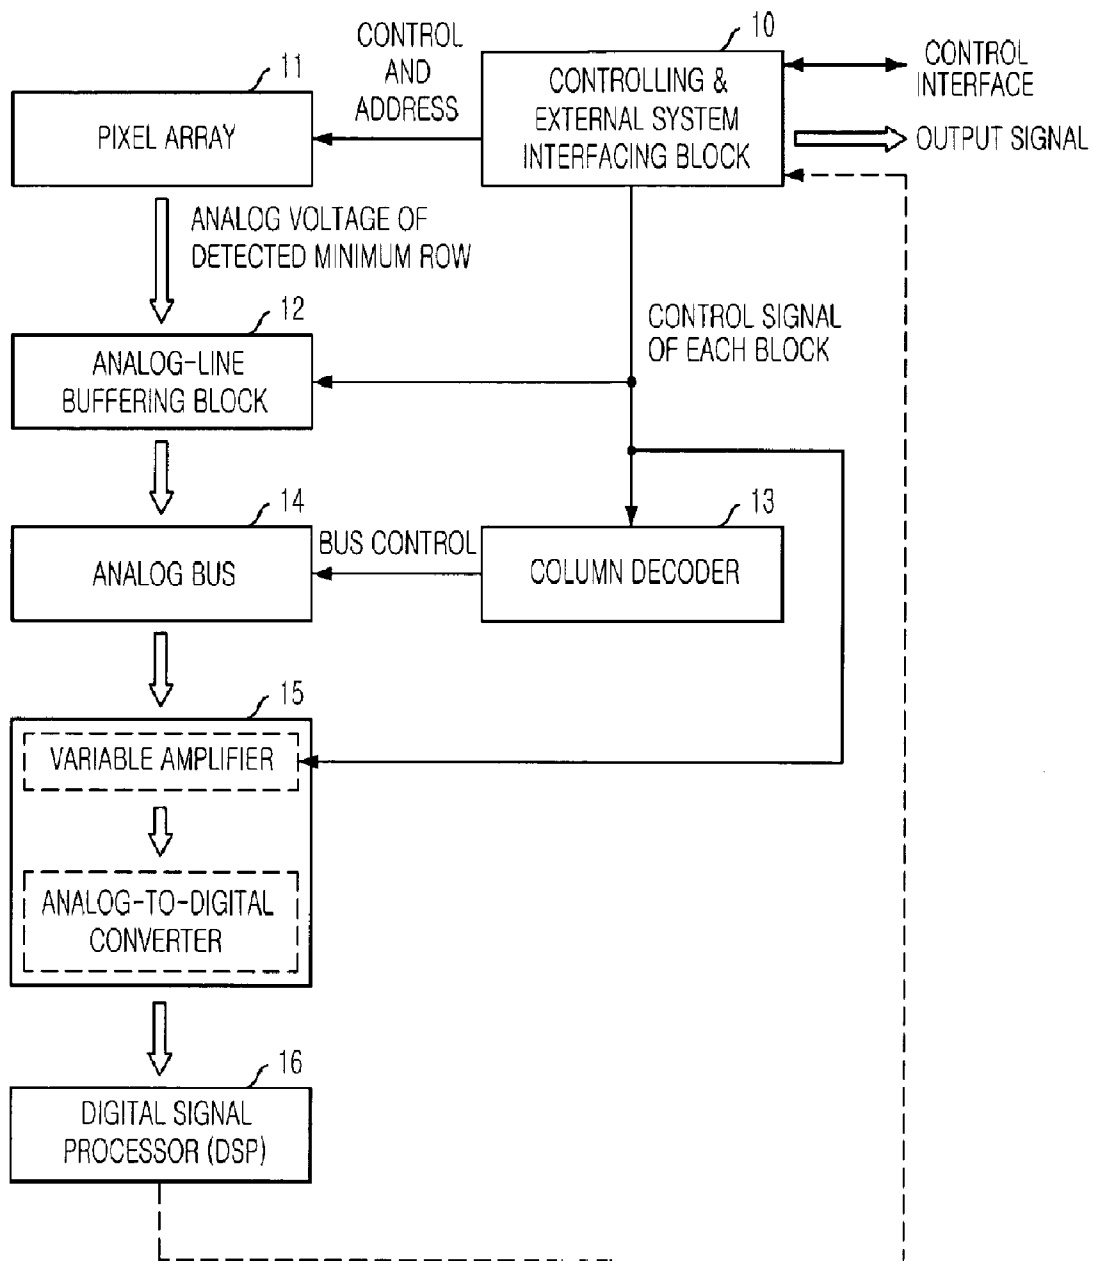 10
CONTROL
AND
ADDRESS
CONTROLLING &
EXTERNAL SYSTEM
INTERFACING BLOCK
CONTROL
INTERFACE
OUTPUT SIGNAL
11
PIXEL ARRAY
ANALOG VOLTAGE OF
DETECTED MINIMUM ROW
12
ANALOG-LINE
BUFFERING BLOCK
CONTROL SIGNAL
OF EACH BLOCK
14
ANALOG BUS
BUS CONTROL
13
COLUMN DECODER
15
VARIABLE AMPLIFIER
ANALOG-TO-DIGITAL
CONVERTER
16
DIGITAL SIGNAL
PROCESSOR (DSP)